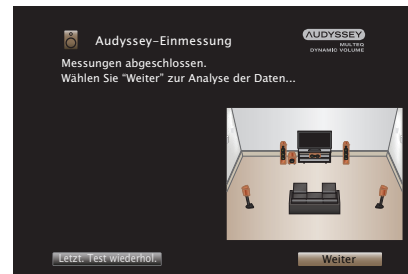 Audyssey-Einmessung
AUDYSSEY
MULTEQ
DYNAMIC VOLUME
Messungen abgeschlossen.
Wählen Sie “Weiter” zur Analyse der Daten...
Letzt. Test wiederhol.
Weiter